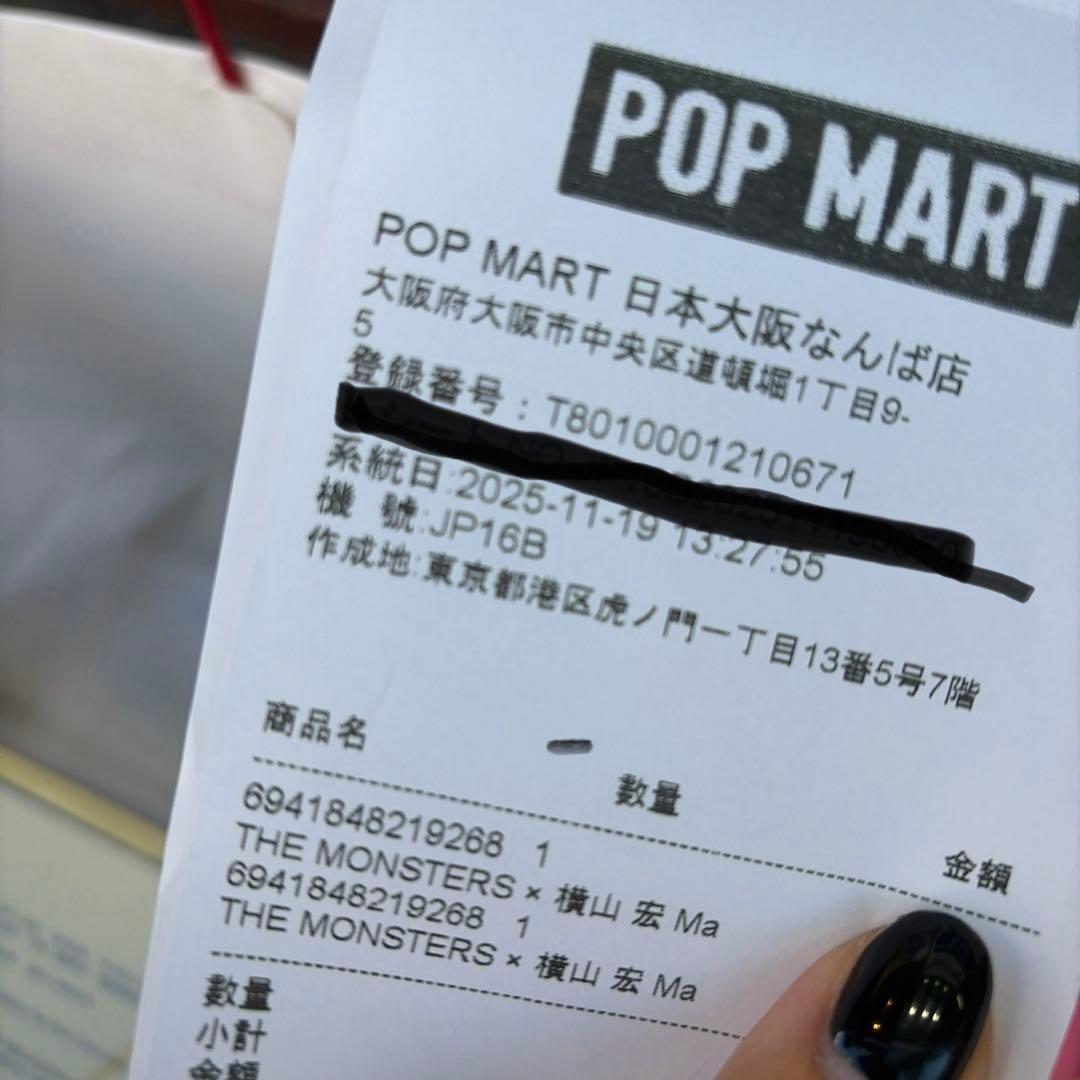 POP MART
POP MART 日本大阪なんば店
大阪府大阪市中央区道頓堀1丁目9-
5
登録番号：T8010001210671
系統日:2025-11-19 13:27:55
機 號:JP16B
作成地:東京都港区虎ノ門一丁目13番5号7階
商品名
数量
金額
6941848219268 1
THE MONSTERS × 横山 宏 Ma
6941848219268 1
THE MONSTERS × 横山 宏 Ma
数量
小計
金額